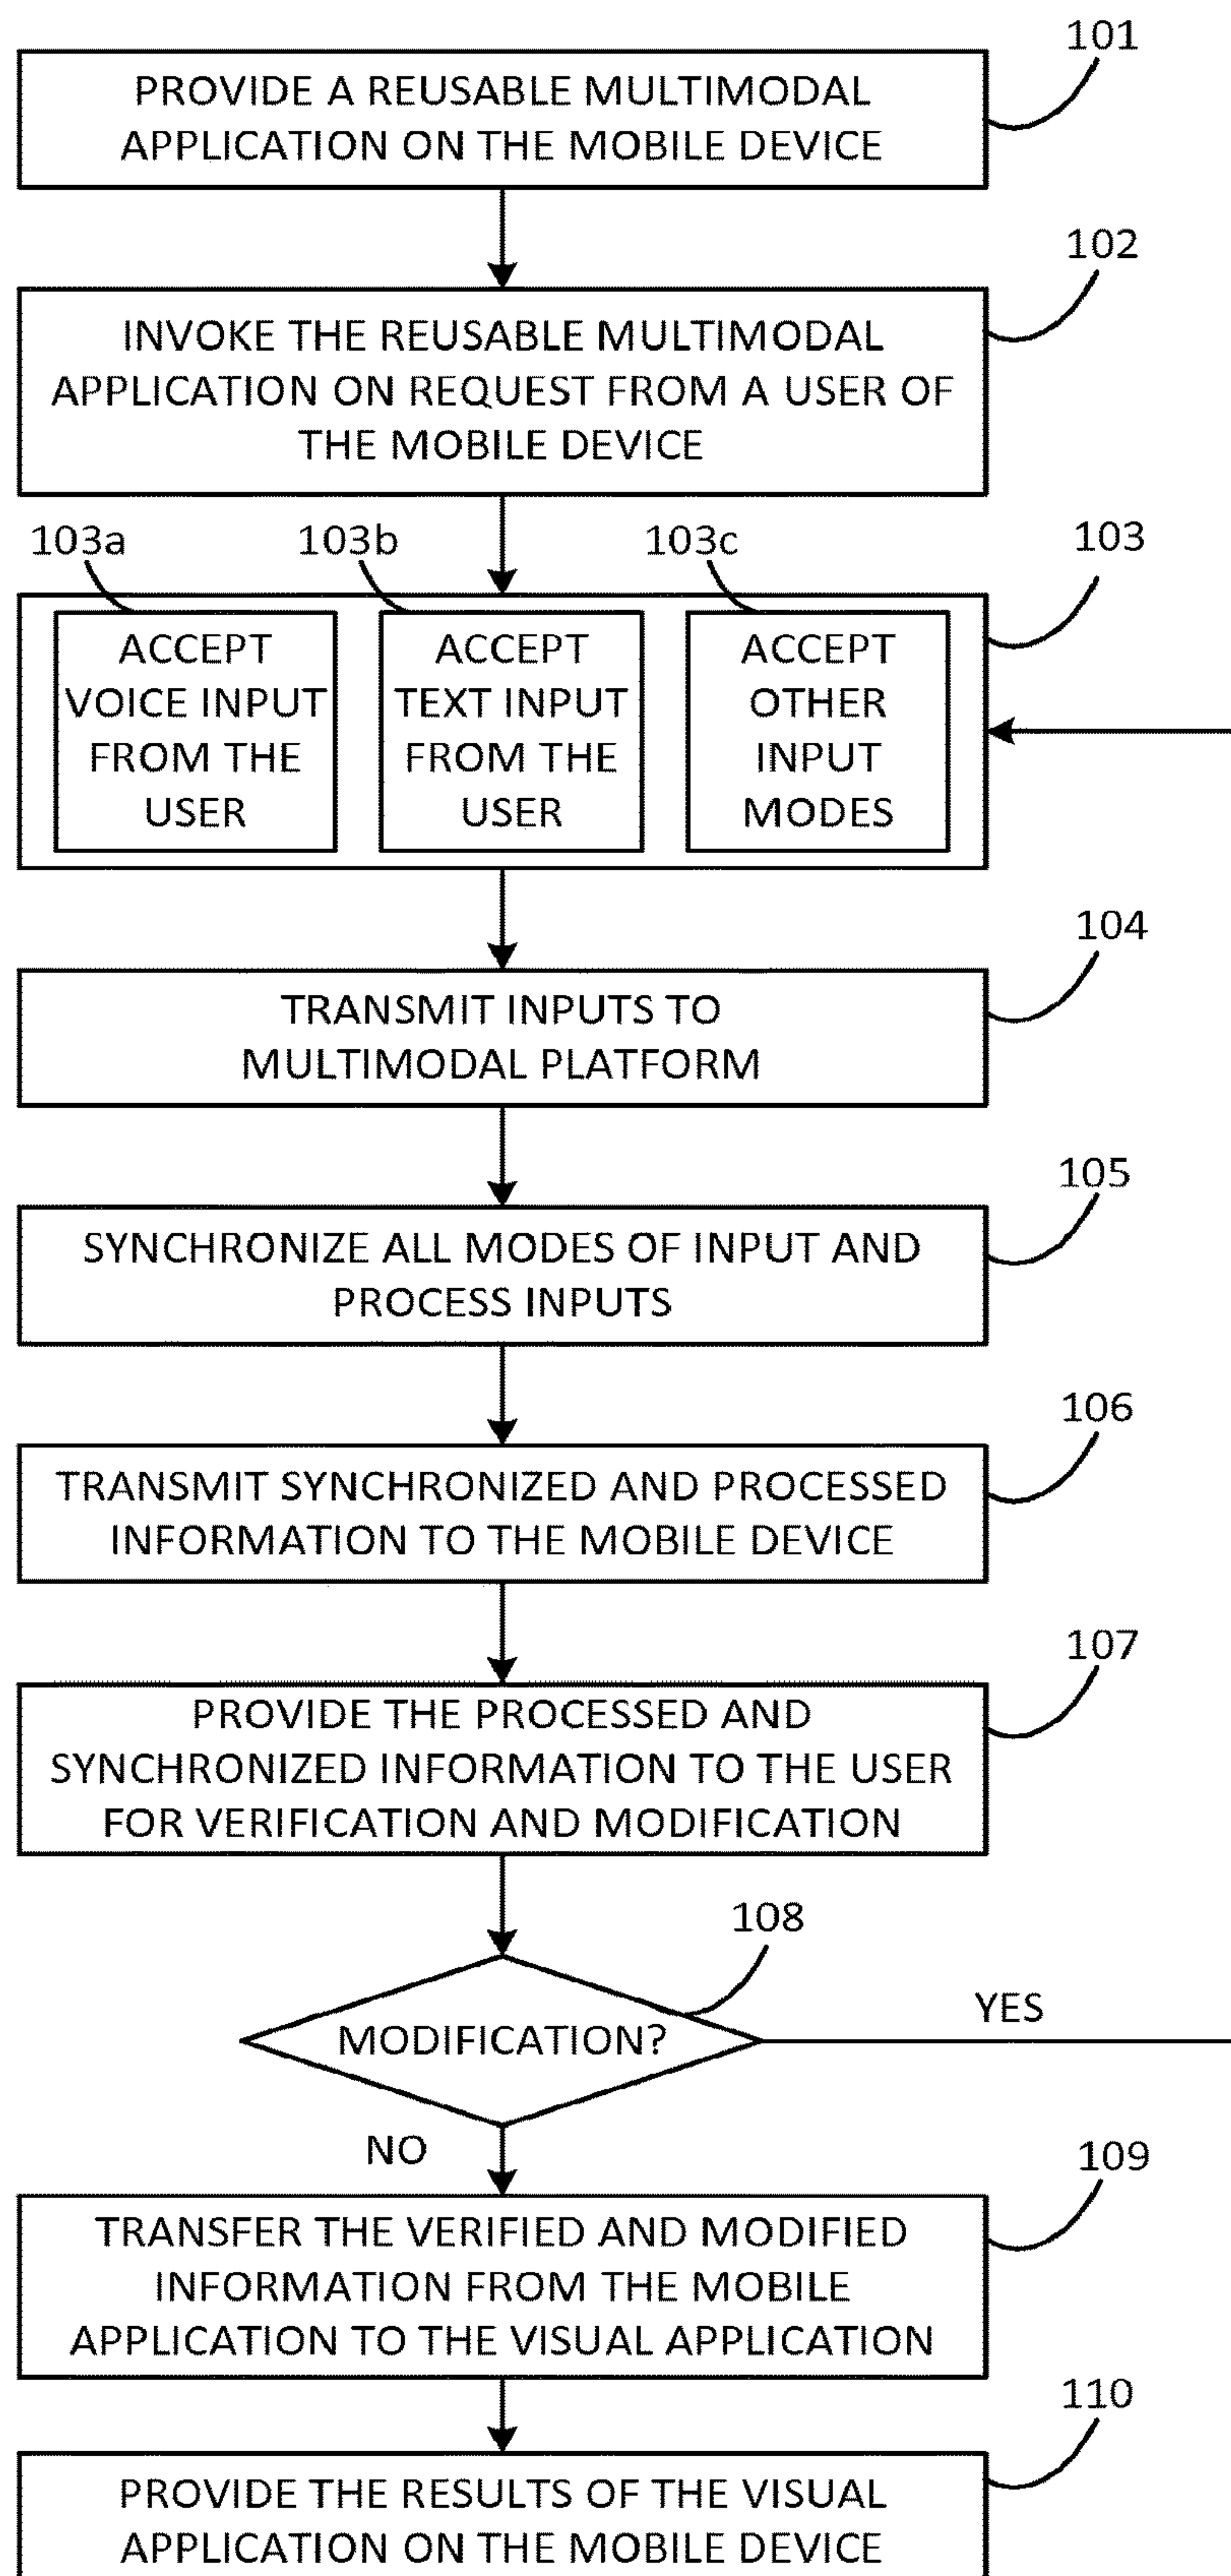 101
PROVIDE A REUSABLE MULTIMODAL
APPLICATION ON THE MOBILE DEVICE
102
INVOKE THE REUSABLE MULTIMODAL
APPLICATION ON REQUEST FROM A USER OF
THE MOBILE DEVICE
103
103a
ACCEPT
VOICE INPUT
FROM THE
USER
103b
ACCEPT
TEXT INPUT
FROM THE
USER
103c
ACCEPT
OTHER
INPUT
MODES
104
TRANSMIT INPUTS TO
MULTIMODAL PLATFORM
105
SYNCHRONIZE ALL MODES OF INPUT AND
PROCESS INPUTS
106
TRANSMIT SYNCHRONIZED AND PROCESSED
INFORMATION TO THE MOBILE DEVICE
107
PROVIDE THE PROCESSED AND
SYNCHRONIZED INFORMATION TO THE USER
FOR VERIFICATION AND MODIFICATION
108
MODIFICATION?
YES
NO
109
TRANSFER THE VERIFIED AND MODIFIED
INFORMATION FROM THE MOBILE
APPLICATION TO THE VISUAL APPLICATION
110
PROVIDE THE RESULTS OF THE VISUAL
APPLICATION ON THE MOBILE DEVICE